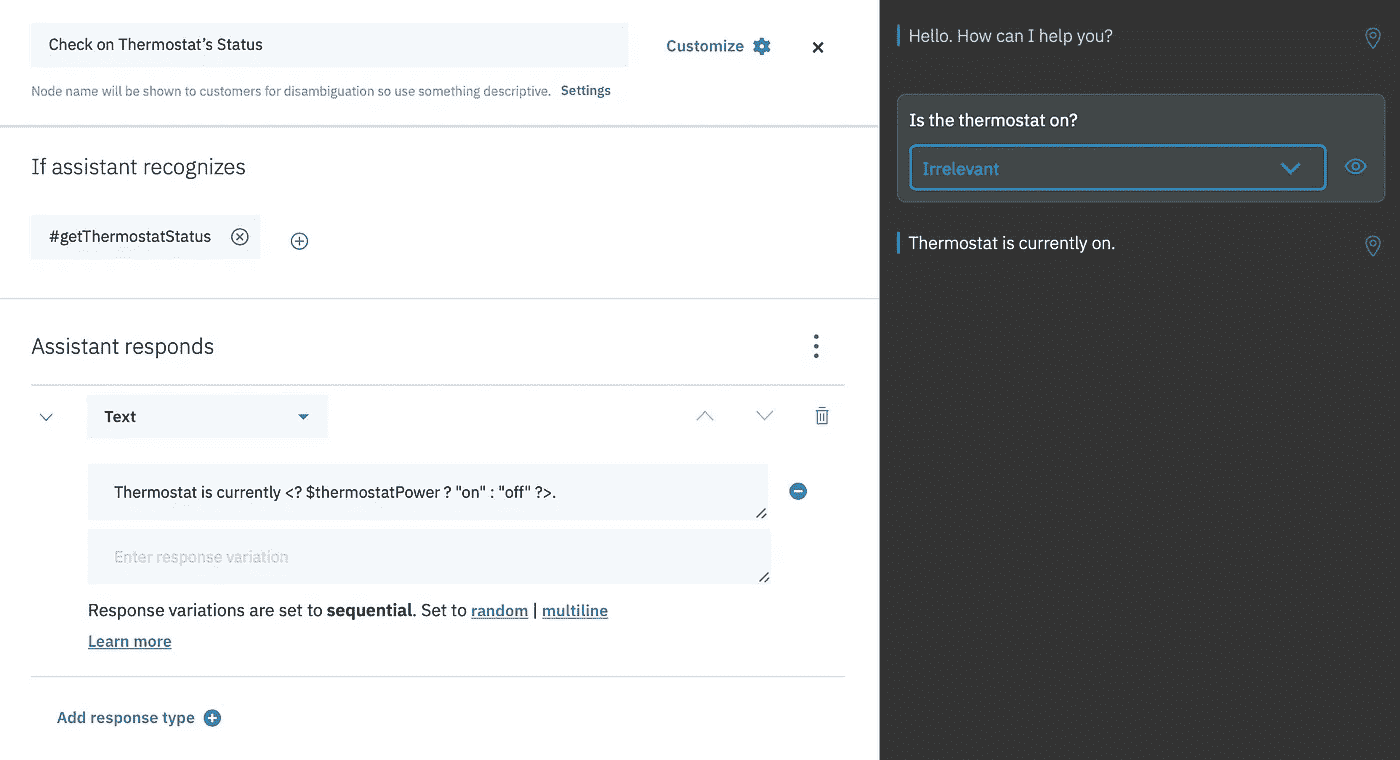 Check on Thermostat’s Status
Customize
Node name will be shown to customers for disambiguation so use something descriptive. Settings
If assistant recognizes
#getThermostatStatus
Assistant responds
Text
Thermostat is currently <? $thermostatPower ? "on" : "off" ?>.
Enter response variation
Response variations are set to sequential. Set to random | multiline
Learn more
Add response type
Hello. How can I help you?
Is the thermostat on?
Irrelevant
Thermostat is currently on.